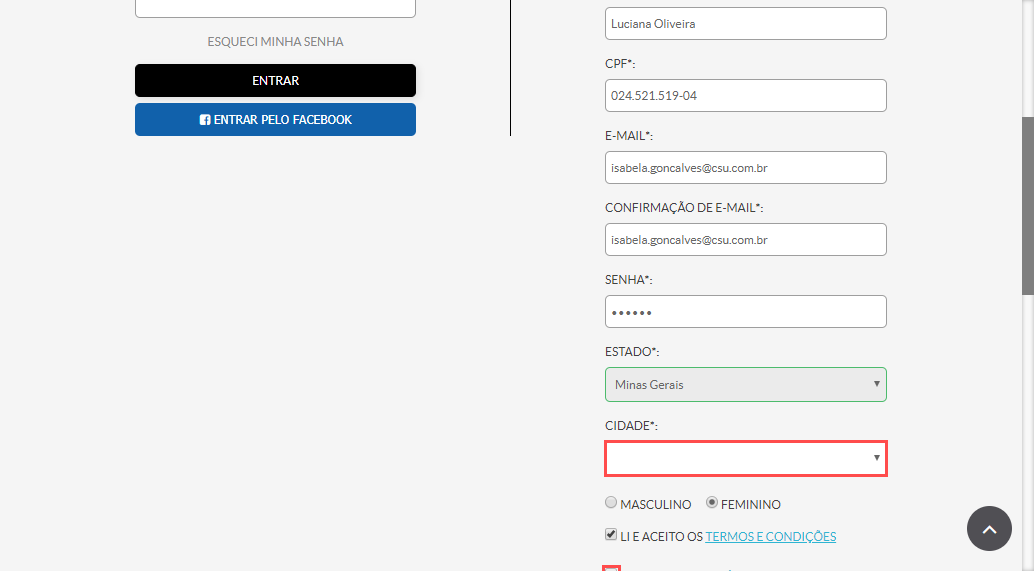 ESQUECI MINHA SENHA
ENTRAR
ENTRAR PELO FACEBOOK
Luciana Oliveira
CPF*:
024.521.519-04
E-MAIL*:
isabela.goncalves@csu.com.br
CONFIRMAÇÃO DE E-MAIL*:
isabela.goncalves@csu.com.br
SENHA*:
ESTADO*:
Minas Gerais
CIDADE*:
MASCULINO FEMININO
LI E ACEITO OS TERMOS E CONDIÇÕES